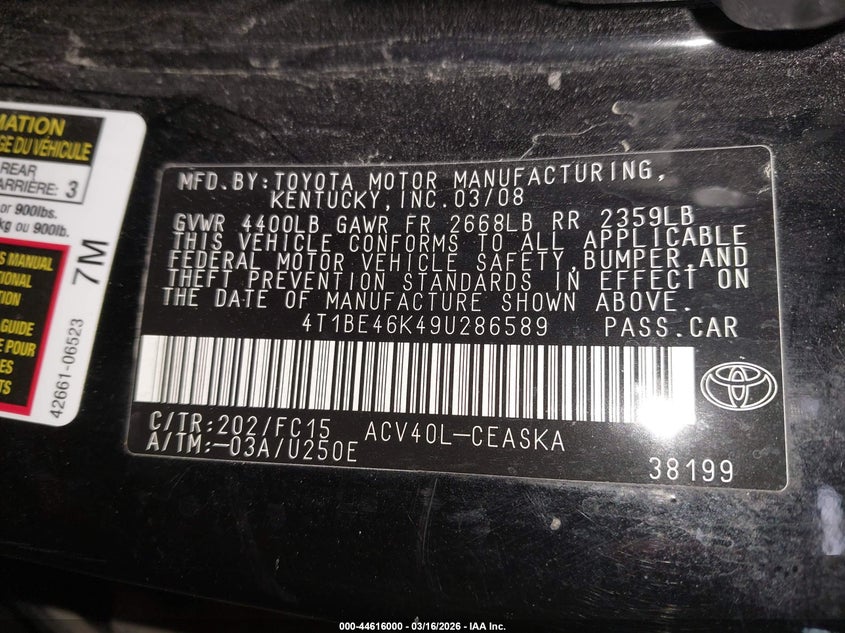 MATION
GE DU VÉHICULE
REAR
ARRIÈRE: 3
or 900lbs.
kg ou 900lb.
S MANUAL
TIONAL
TION
GUIDE
E POUR
ES
TS
7M
42661-06523
MFD.BY:TOYOTA MOTOR MANUFACTURING,
KENTUCKY,INC.03/08
GVWR 4400LB GAWR FR 2668LB RR 2359LB
THIS VEHICLE CONFORMS TO ALL APPLICABLE
FEDERAL MOTOR VEHICLE SAFETY,BUMPER,AND
THEFT PREVENTION STANDARDS IN EFFECT ON
THE DATE OF MANUFACTURE SHOWN ABOVE.
4T1BE46K49U286589 PASS.CAR
C/TR:202/FC15 ACV40L-CEASKA
A/TM:-03A/U250E
38199
000-44616000 - 03/16/2026 - IAA Inc.